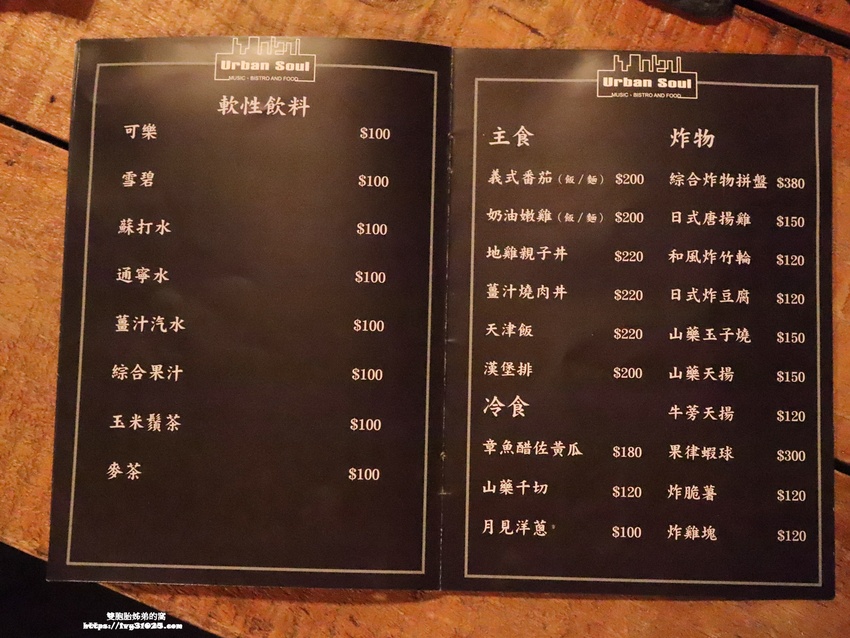 Urban Soul
MUSIC - BISTRO AND FOOD
軟性飲料
可樂 $100
雪碧 $100
蘇打水 $100
通寧水 $100
薑汁汽水 $100
綜合果汁 $100
玉米鬚茶 $100
麥茶 $100
Urban Soul
MUSIC - BISTRO AND FOOD
主食
義式番茄(飯/麵) $200
奶油嫩雞(飯/麵) $200
地雞親子丼 $220
薑汁燒肉丼 $220
天津飯 $220
漢堡排 $200
冷食
章魚醋佐黃瓜 $180
山藥千切 $120
月見洋蔥 $100
炸物
綜合炸物拼盤 $380
日式唐揚雞 $150
和風炸竹輪 $120
日式炸豆腐 $120
山藥玉子燒 $150
山藥天揚 $150
牛蒡天揚 $120
果律蝦球 $300
炸脆薯 $120
炸雞塊 $120
雙胞胎姊弟的窩
https://ivy31025.com